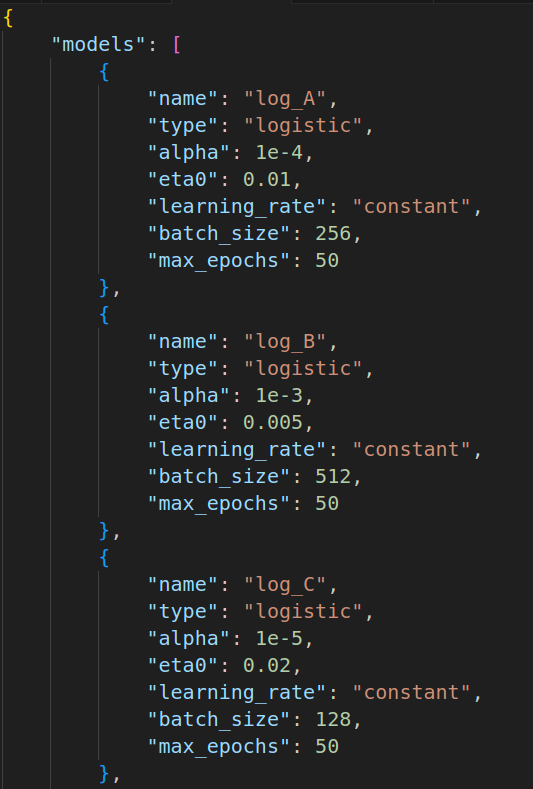 {
    "models": [
        {
            "name": "log_A",
            "type": "logistic",
            "alpha": 1e-4,
            "eta0": 0.01,
            "learning_rate": "constant",
            "batch_size": 256,
            "max_epochs": 50
        },
        {
            "name": "log_B",
            "type": "logistic",
            "alpha": 1e-3,
            "eta0": 0.005,
            "learning_rate": "constant",
            "batch_size": 512,
            "max_epochs": 50
        },
        {
            "name": "log_C",
            "type": "logistic",
            "alpha": 1e-5,
            "eta0": 0.02,
            "learning_rate": "constant",
            "batch_size": 128,
            "max_epochs": 50
        },